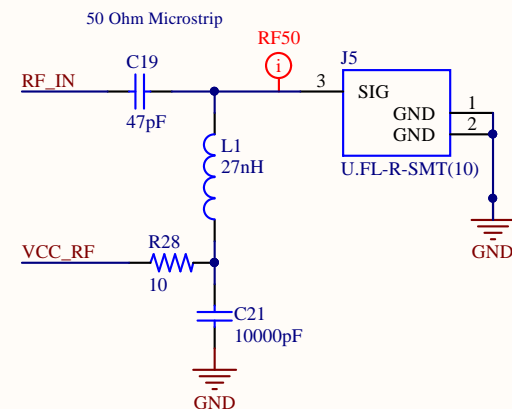 50 Ohm Microstrip
RF50
i
C19
J5
RF_IN
3
SIG
47pF
GND
1
GND
2
L1
27nH
U.FL-R-SMT(10)
VCC_RF
R28
GND
10
C21
10000pF
GND